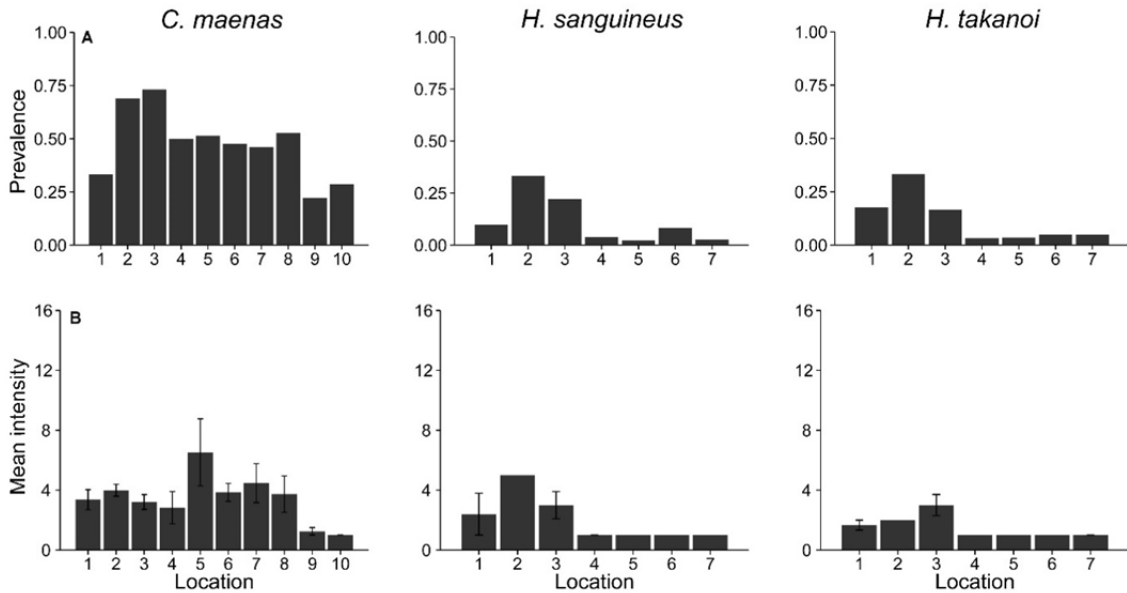 C. maenas H. sanguineus H. takanoi
A
Prevalence
1.00 1.00 1.00
0.75 0.75 0.75
0.50 0.50 0.50
0.25 0.25 0.25
0.00 0.00 0.00
1 2 3 4 5 6 7 8 9 10 1 2 3 4 5 6 7 1 2 3 4 5 6 7
B
Mean intensity
16 16 16
12 12 12
8 8 8
4 4 4
0 0 0
1 2 3 4 5 6 7 8 9 10 1 2 3 4 5 6 7 1 2 3 4 5 6 7
Location Location Location